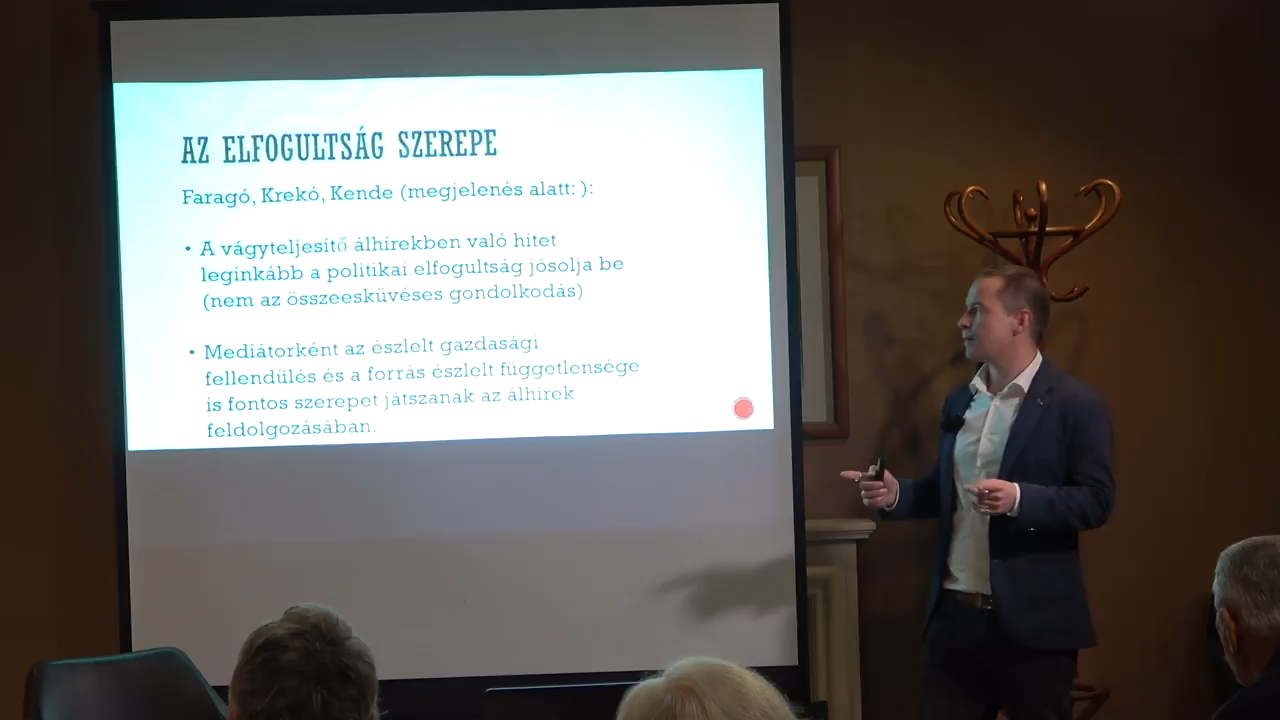 AZ ELFOGULTSÁG SZEREPE
Faragó, Krekó, Kende (megjelenés alatt: ):
• A vágyteljesítő álhírekben való hitet
leginkább a politikai elfogultság jósolja be
(nem az összeesküvéses gondolkodás)
• Mediátorként az észlelt gazdasági
fellendülés és a forrás észlelt függetlensége
is fontos szerepet játszanak az álhírek
feldolgozásában.